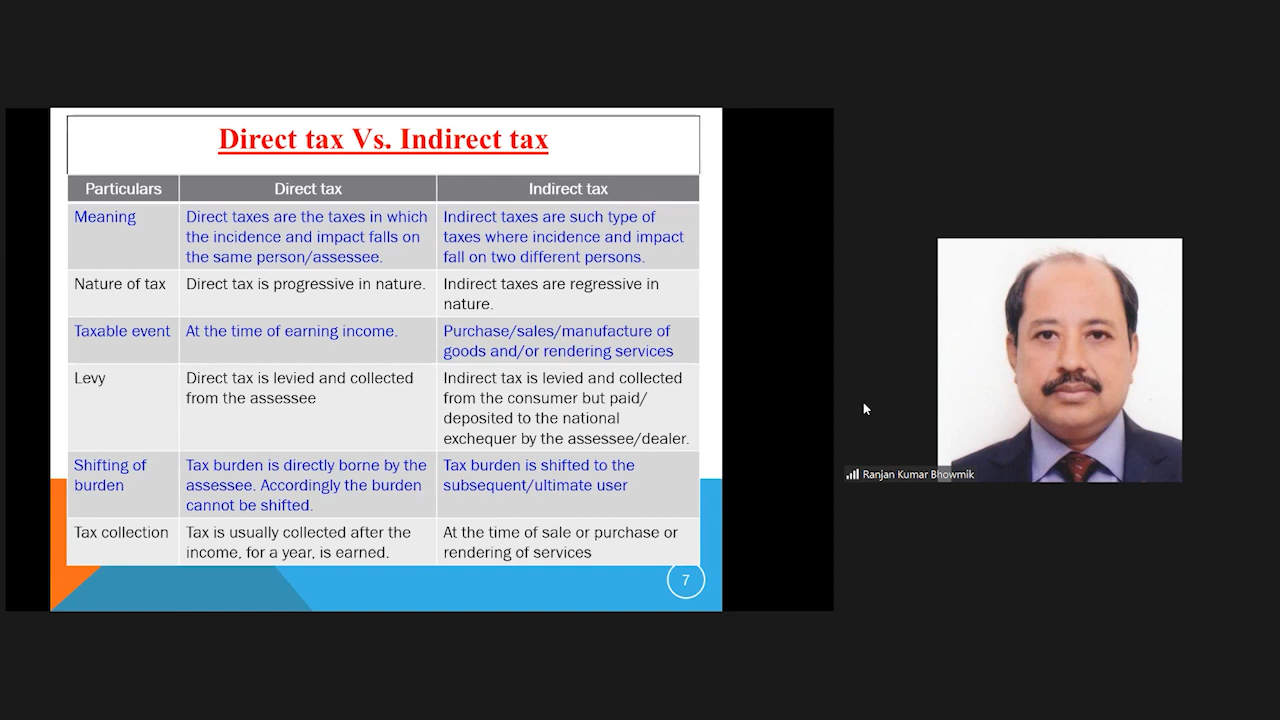 Direct tax Vs. Indirect tax
Particulars Direct tax Indirect tax
Meaning
Direct taxes are the taxes in which
the incidence and impact falls on
the same person/assessee.
Indirect taxes are such type of
taxes where incidence and impact
fall on two different persons.
Nature of tax
Direct tax is progressive in nature.
Indirect taxes are regressive in
nature.
Taxable event
At the time of earning income.
Purchase/sales/manufacture of
goods and/or rendering services
Levy
Direct tax is levied and collected
from the assessee
Indirect tax is levied and collected
from the consumer but paid/
deposited to the national
exchequer by the assessee/dealer.
Shifting of
burden
Tax burden is directly borne by the
assessee. Accordingly the burden
cannot be shifted.
Tax burden is shifted to the
subsequent/ultimate user
Tax collection
Tax is usually collected after the
income, for a year, is earned.
At the time of sale or purchase or
rendering of services
7
Ranjan Kumar Bhowmik